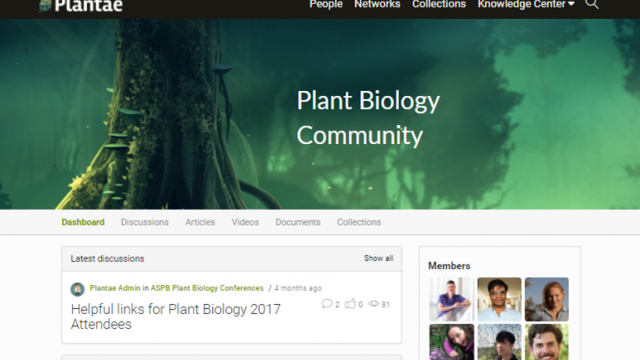 Plantae
People Networks Collections Knowledge Center
Plant Biology
Community
Dashboard Discussions Articles Videos Documents Collections
Latest discussions Show all
Plantae Admin in ASPB Plant Biology Conferences / 4 months ago
Helpful links for Plant Biology 2017
Attendees
2 0 81
Members